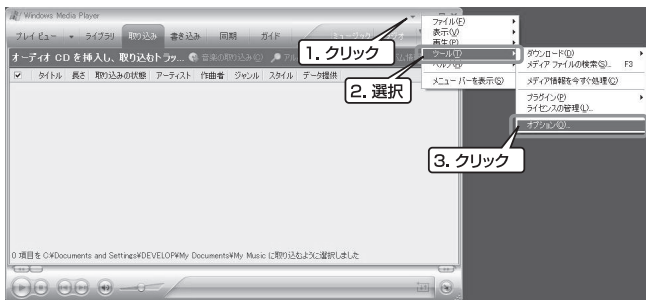 Windows Media Player
プレイ ビュー ライブラリ 取り込み 書き込み 同期 ガイド
オーディオ CD を挿入し、取り込むトラッ... 音楽の取り込み(C)
タイトル 長さ 取り込みの状態 アーティスト 作曲者 ジャンル スタイル データ提供
1. クリック
2. 選択
3. クリック
ファイル(F)
表示(V)
再生(P)
ツール(T)
ヘルプ(H)
メニュー バーを表示(S)
ダウンロード(D)
メディア ファイルの検索(S)... F3
メディア情報を今すぐ処理(C)
プラグイン(P)
ライセンスの管理(L)...
オプション(O)...
0 項目を C:¥Documents and Settings¥DEVELOP¥My Documents¥My Music に取り込むように選択しました